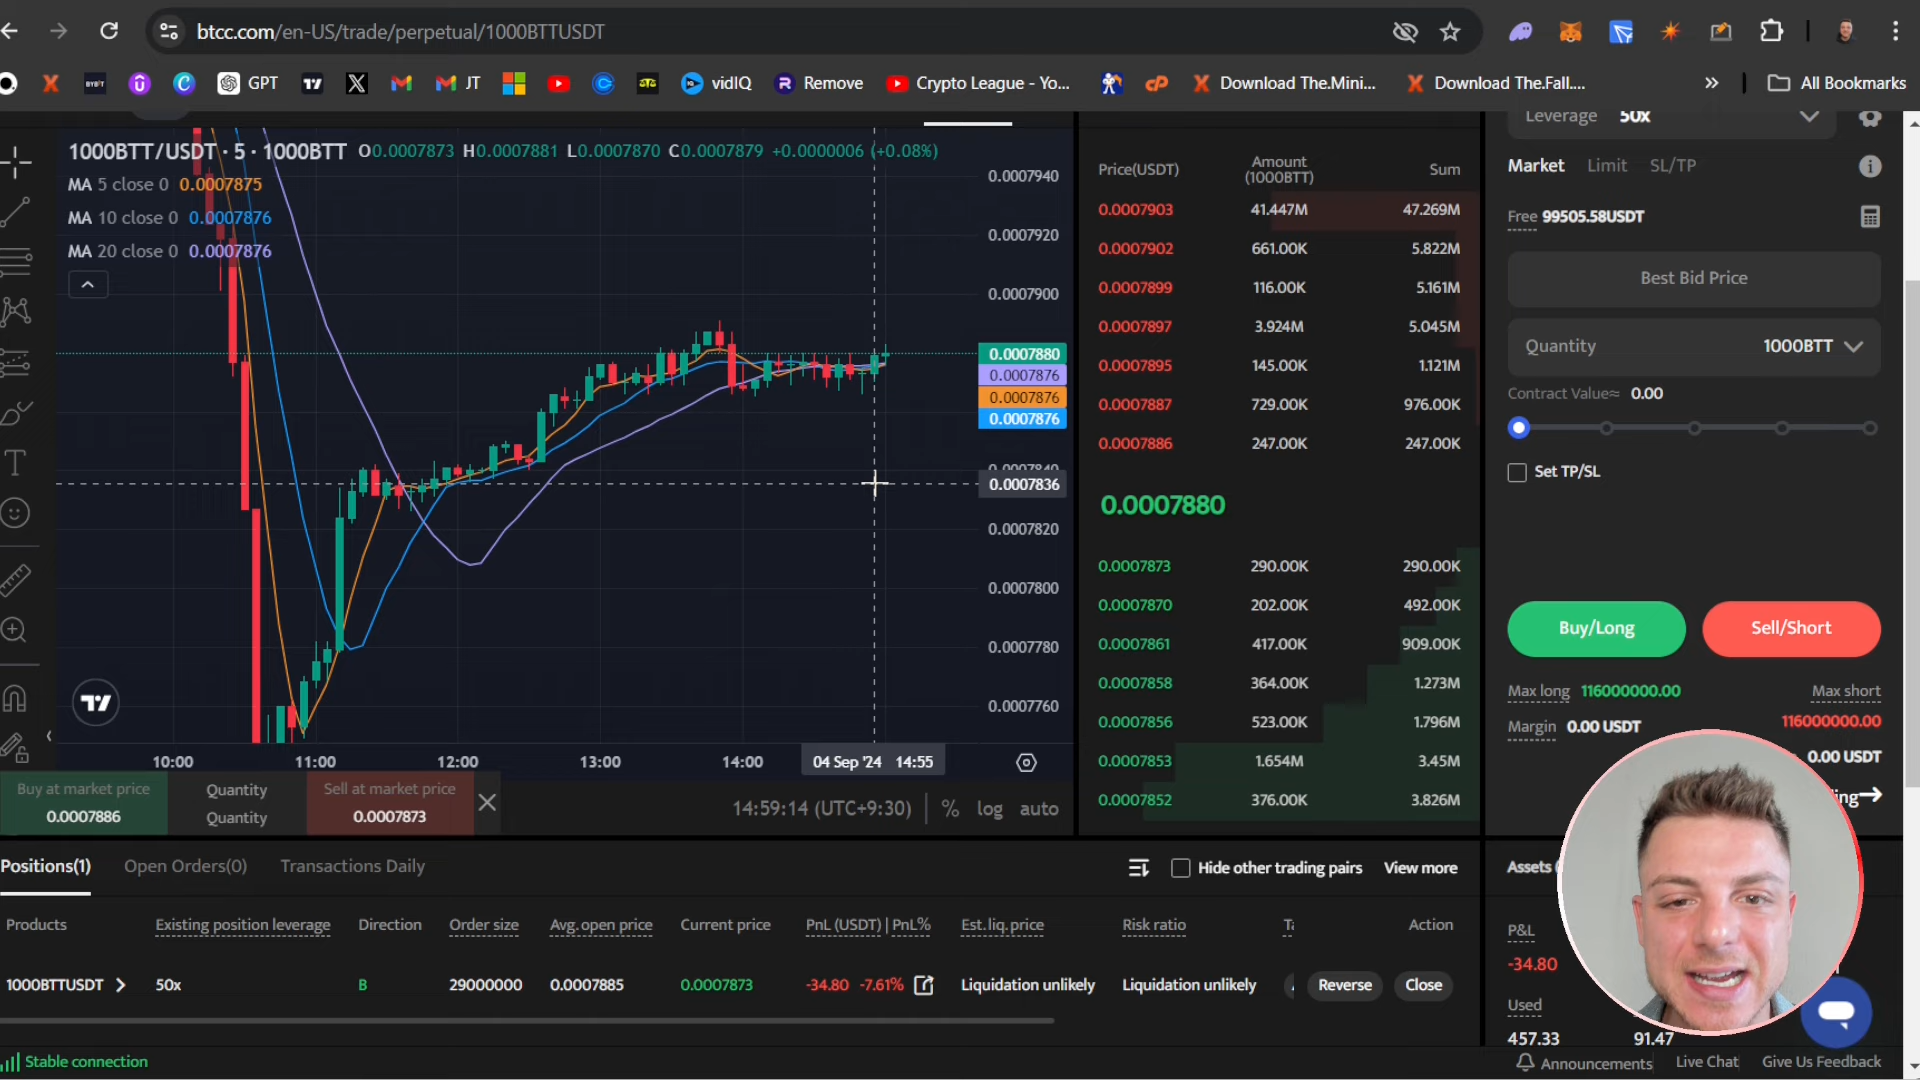 btcc.com/en-US/trade/perpetual/1000BTTUSDT
GPT JT vidIQ Remove Crypto League - Yo... Download The.Mini... Download The.Fall.... » All Bookmarks
1000BTT/USDT · 5 · 1000BTT O0.0007873 H0.0007881 L0.0007870 C0.0007879 +0.0000006 (+0.08%)
MA 5 close 0 0.0007875
MA 10 close 0 0.0007876
MA 20 close 0 0.0007876
0.0007940
0.0007920
0.0007900
0.0007880
0.0007876
0.0007876
0.0007876
0.0007840
0.0007836
0.0007820
0.0007800
0.0007780
0.0007760
10:00 11:00 12:00 13:00 14:00 04 Sep '24 14:55
Buy at market price Quantity Sell at market price
0.0007886 Quantity 0.0007873
14:59:14 (UTC+9:30) % log auto
Price(USDT) Amount (1000BTT) Sum
0.0007903 41.447M 47.269M
0.0007902 661.00K 5.822M
0.0007899 116.00K 5.161M
0.0007897 3.924M 5.045M
0.0007895 145.00K 1.121M
0.0007887 729.00K 976.00K
0.0007886 247.00K 247.00K
0.0007880
0.0007873 290.00K 290.00K
0.0007870 202.00K 492.00K
0.0007861 417.00K 909.00K
0.0007858 364.00K 1.273M
0.0007856 523.00K 1.796M
0.0007853 1.654M 3.45M
0.0007852 376.00K 3.826M
Leverage 50x
Market Limit SL/TP
Free 99505.58USDT
Best Bid Price
Quantity 1000BTT
Contract Value≈ 0.00
Set TP/SL
Buy/Long Sell/Short
Max long 116000000.00 Max short
Margin 0.00 USDT 116000000.00
0.00 USDT
Positions(1) Open Orders(0) Transactions Daily Hide other trading pairs View more
Products Existing position leverage Direction Order size Avg. open price Current price PnL (USDT) | PnL% Est. liq. price Risk ratio Action
1000BTTUSDT 50x B 29000000 0.0007885 0.0007873 -34.80 -7.61% Liquidation unlikely Liquidation unlikely Reverse Close
Assets
P&L
-34.80
Used
457.33 91.47
Stable connection Announcements Live Chat Give Us Feedback